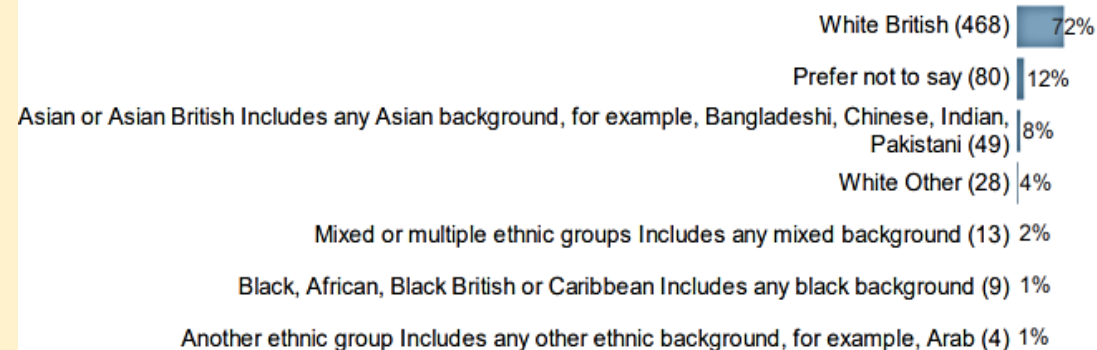 White British (468) 72%
Prefer not to say (80) 12%
Asian or Asian British Includes any Asian background, for example, Bangladeshi, Chinese, Indian,
Pakistani (49) 8%
White Other (28) 4%
Mixed or multiple ethnic groups Includes any mixed background (13) 2%
Black, African, Black British or Caribbean Includes any black background (9) 1%
Another ethnic group Includes any other ethnic background, for example, Arab (4) 1%